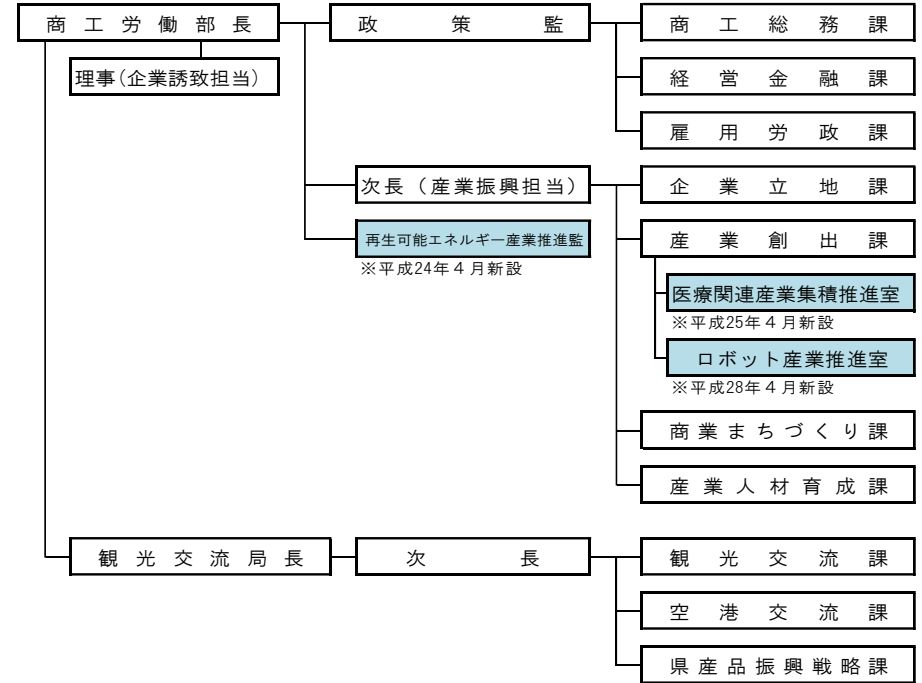 商工労働部長
政策監
商工総務課
理事(企業誘致担当)
経営金融課
雇用労政課
次長（産業振興担当）
企業立地課
再生可能エネルギー産業推進監
※平成24年４月新設
産業創出課
医療関連産業集積推進室
※平成25年４月新設
ロボット産業推進室
※平成28年４月新設
商業まちづくり課
産業人材育成課
観光交流局長
次長
観光交流課
空港交流課
県産品振興戦略課